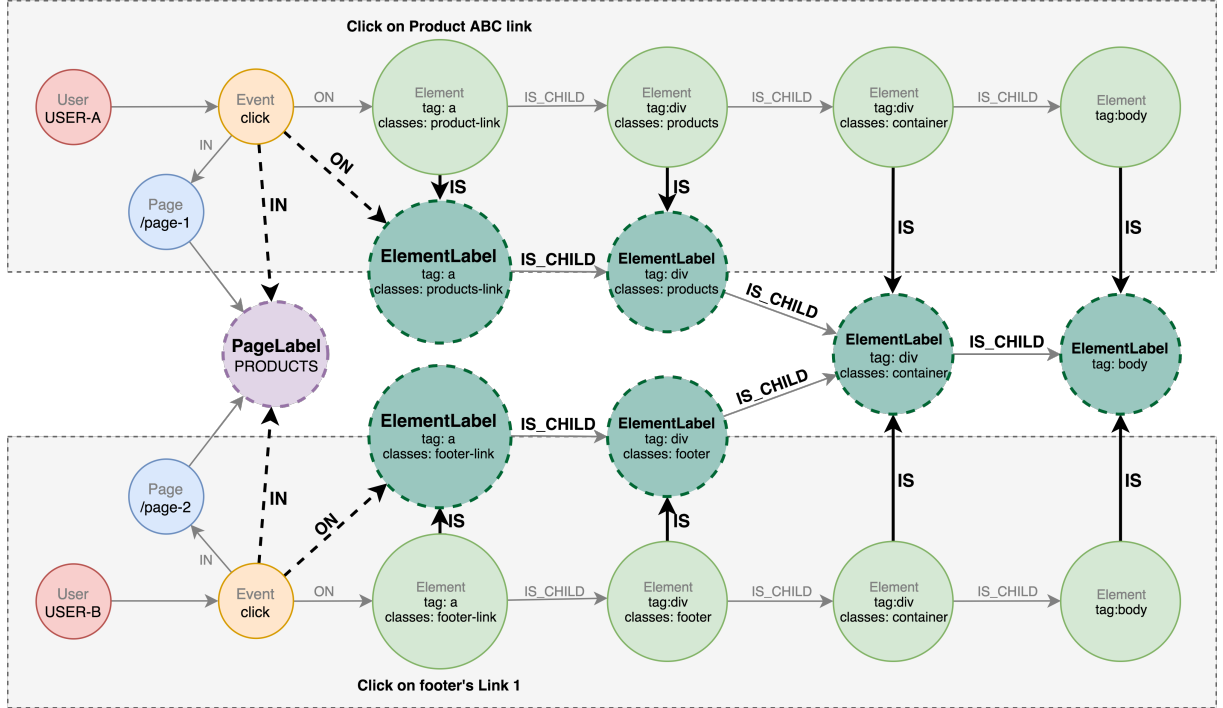 Click on Product ABC link
User
USER-A
Event
click
ON
Element
tag: a
classes: product-link
IS_CHILD
Element
tag:div
classes: products
IS_CHILD
Element
tag:div
classes: container
IS_CHILD
Element
tag:body
IN
ON
IN
IS
IS
IS
IS
Page
/page-1
ElementLabel
tag: a
classes: products-link
IS_CHILD
ElementLabel
tag: div
classes: products
IS_CHILD
PageLabel
PRODUCTS
ElementLabel
tag: div
classes: container
IS_CHILD
ElementLabel
tag: body
IS_CHILD
ElementLabel
tag: a
classes: footer-link
IS_CHILD
ElementLabel
tag: div
classes: footer
Page
/page-2
IN
ON
IN
IS
IS
IS
IS
User
USER-B
Event
click
ON
Element
tag: a
classes: footer-link
IS_CHILD
Element
tag:div
classes: footer
IS_CHILD
Element
tag:div
classes: container
IS_CHILD
Element
tag:body
Click on footer's Link 1